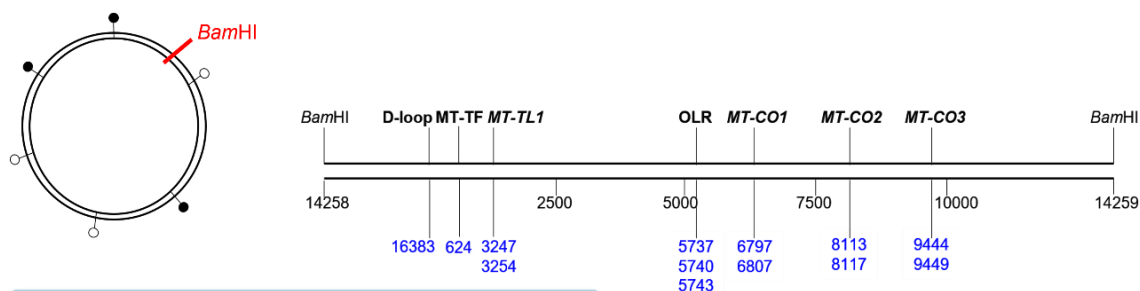 BamHI
BamHI D-loop MT-TF MT-TL1 OLR MT-CO1 MT-CO2 MT-CO3 BamHI
14258 2500 5000 7500 10000 14259
16383 624 3247 5737 6797 8113 9444
3254 5740 6807 8117 9449
5743